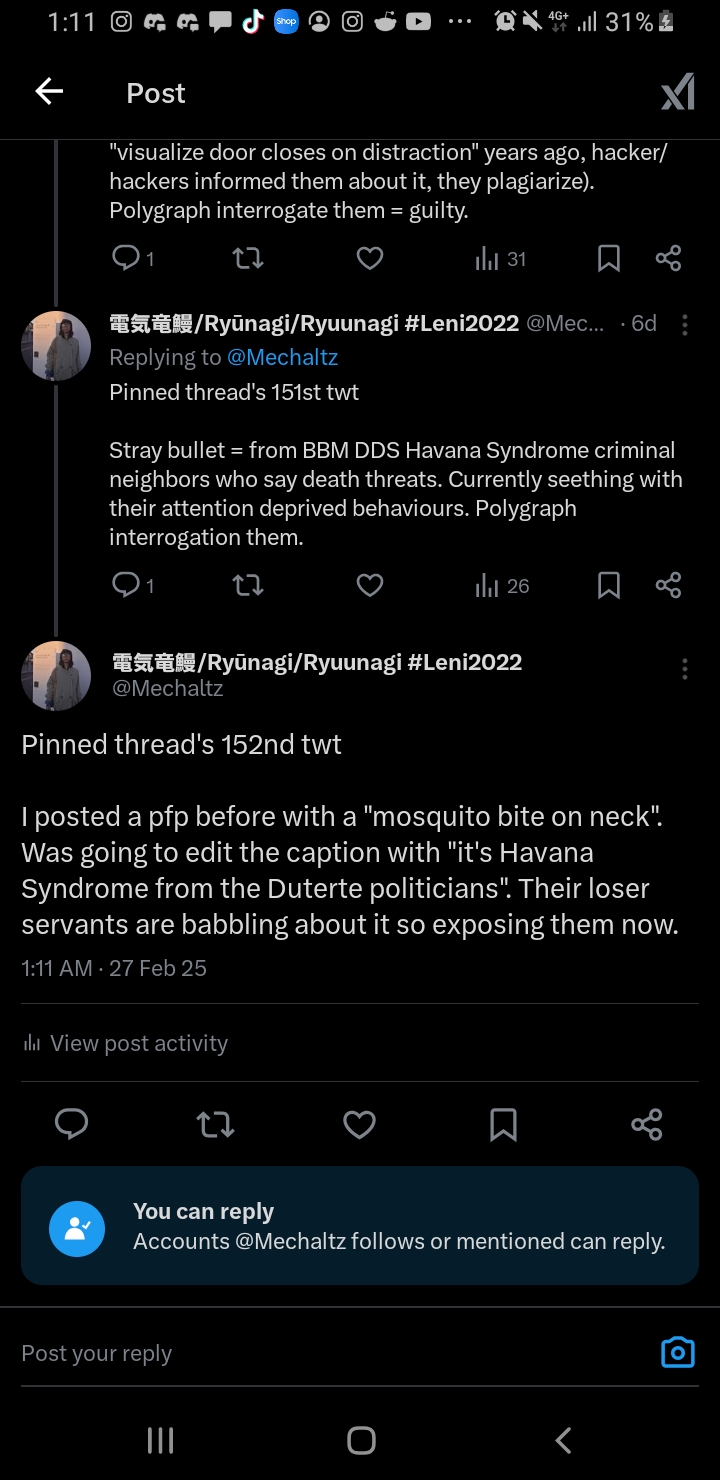 1:11 Shop 4G+ 31%
Post
"visualize door closes on distraction" years ago, hacker/
hackers informed them about it, they plagiarize).
Polygraph interrogate them = guilty.
1 31
電気竜鰻/Ryūnagi/Ryuunagi #Leni2022 @Mec... · 6d
Replying to @Mechaltz
Pinned thread's 151st twt
Stray bullet = from BBM DDS Havana Syndrome criminal
neighbors who say death threats. Currently seething with
their attention deprived behaviours. Polygraph
interrogation them.
1 26
電気竜鰻/Ryūnagi/Ryuunagi #Leni2022
@Mechaltz
Pinned thread's 152nd twt
I posted a pfp before with a "mosquito bite on neck".
Was going to edit the caption with "it's Havana
Syndrome from the Duterte politicians". Their loser
servants are babbling about it so exposing them now.
1:11 AM · 27 Feb 25
View post activity
You can reply
Accounts @Mechaltz follows or mentioned can reply.
Post your reply